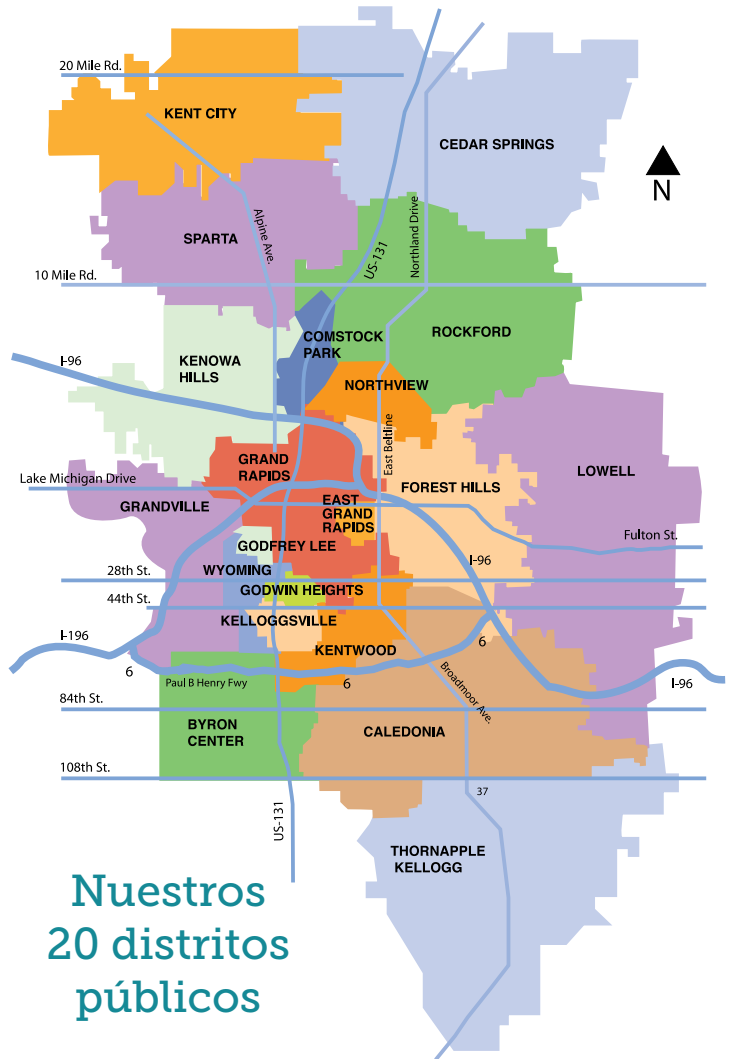 20 Mile Rd.
KENT CITY
CEDAR SPRINGS
N
SPARTA
Alpine Ave.
US-131
Northland Drive
10 Mile Rd.
ROCKFORD
COMSTOCK
PARK
KENOWA
HILLS
I-96
NORTHVIEW
East Beltline
GRAND
RAPIDS
LOWELL
Lake Michigan Drive
FOREST HILLS
GRANDVILLE
EAST
GRAND
RAPIDS
Fulton St.
GODFREY LEE
I-96
28th St.
WYOMING
GODWIN HEIGHTS
44th St.
KELLOGGSVILLE
I-196
KENTWOOD
6
6
Paul B Henry Fwy
6
Broadmoor Ave.
I-96
84th St.
BYRON
CENTER
CALEDONIA
108th St.
37
US-131
THORNAPPLE
KELLOGG
Nuestros
20 distritos
públicos